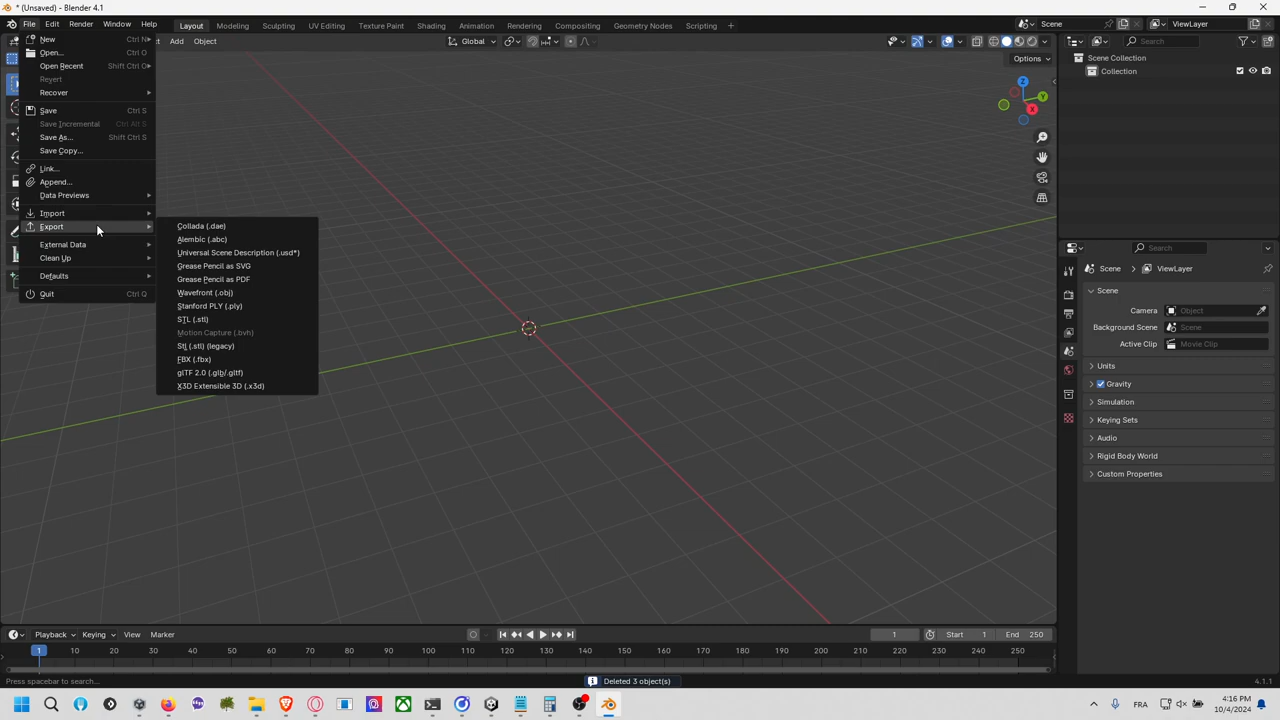 * (Unsaved) - Blender 4.1
File Edit Render Window Help Layout Modeling Sculpting UV Editing Texture Paint Shading Animation Rendering Compositing Geometry Nodes Scripting + Scene ViewLayer
Add Object Global Search
Options
New Ctrl N
Open... Ctrl O
Open Recent Shift Ctrl O
Revert
Recover
Save Ctrl S
Save Incremental Ctrl Alt S
Save As... Shift Ctrl S
Save Copy...
Link...
Append...
Data Previews
Import
Export
External Data
Clean Up
Defaults
Quit Ctrl Q
Collada (.dae)
Alembic (.abc)
Universal Scene Description (.usd*)
Grease Pencil as SVG
Grease Pencil as PDF
Wavefront (.obj)
Stanford PLY (.ply)
STL (.stl)
Motion Capture (.bvh)
Stl (.stl) (legacy)
FBX (.fbx)
glTF 2.0 (.glb/.gltf)
X3D Extensible 3D (.x3d)
Z
Y
X
Scene Collection
Collection
Search
Scene ViewLayer
Scene
Camera Object
Background Scene Scene
Active Clip Movie Clip
Units
Gravity
Simulation
Keying Sets
Audio
Rigid Body World
Custom Properties
Playback Keying View Marker 1 Start 1 End 250
1 10 20 30 40 50 60 70 80 90 100 110 120 130 140 150 160 170 180 190 200 210 220 230 240 250
Press spacebar to search... Deleted 3 object(s) 4.1.1
FRA 4:16 PM
10/4/2024